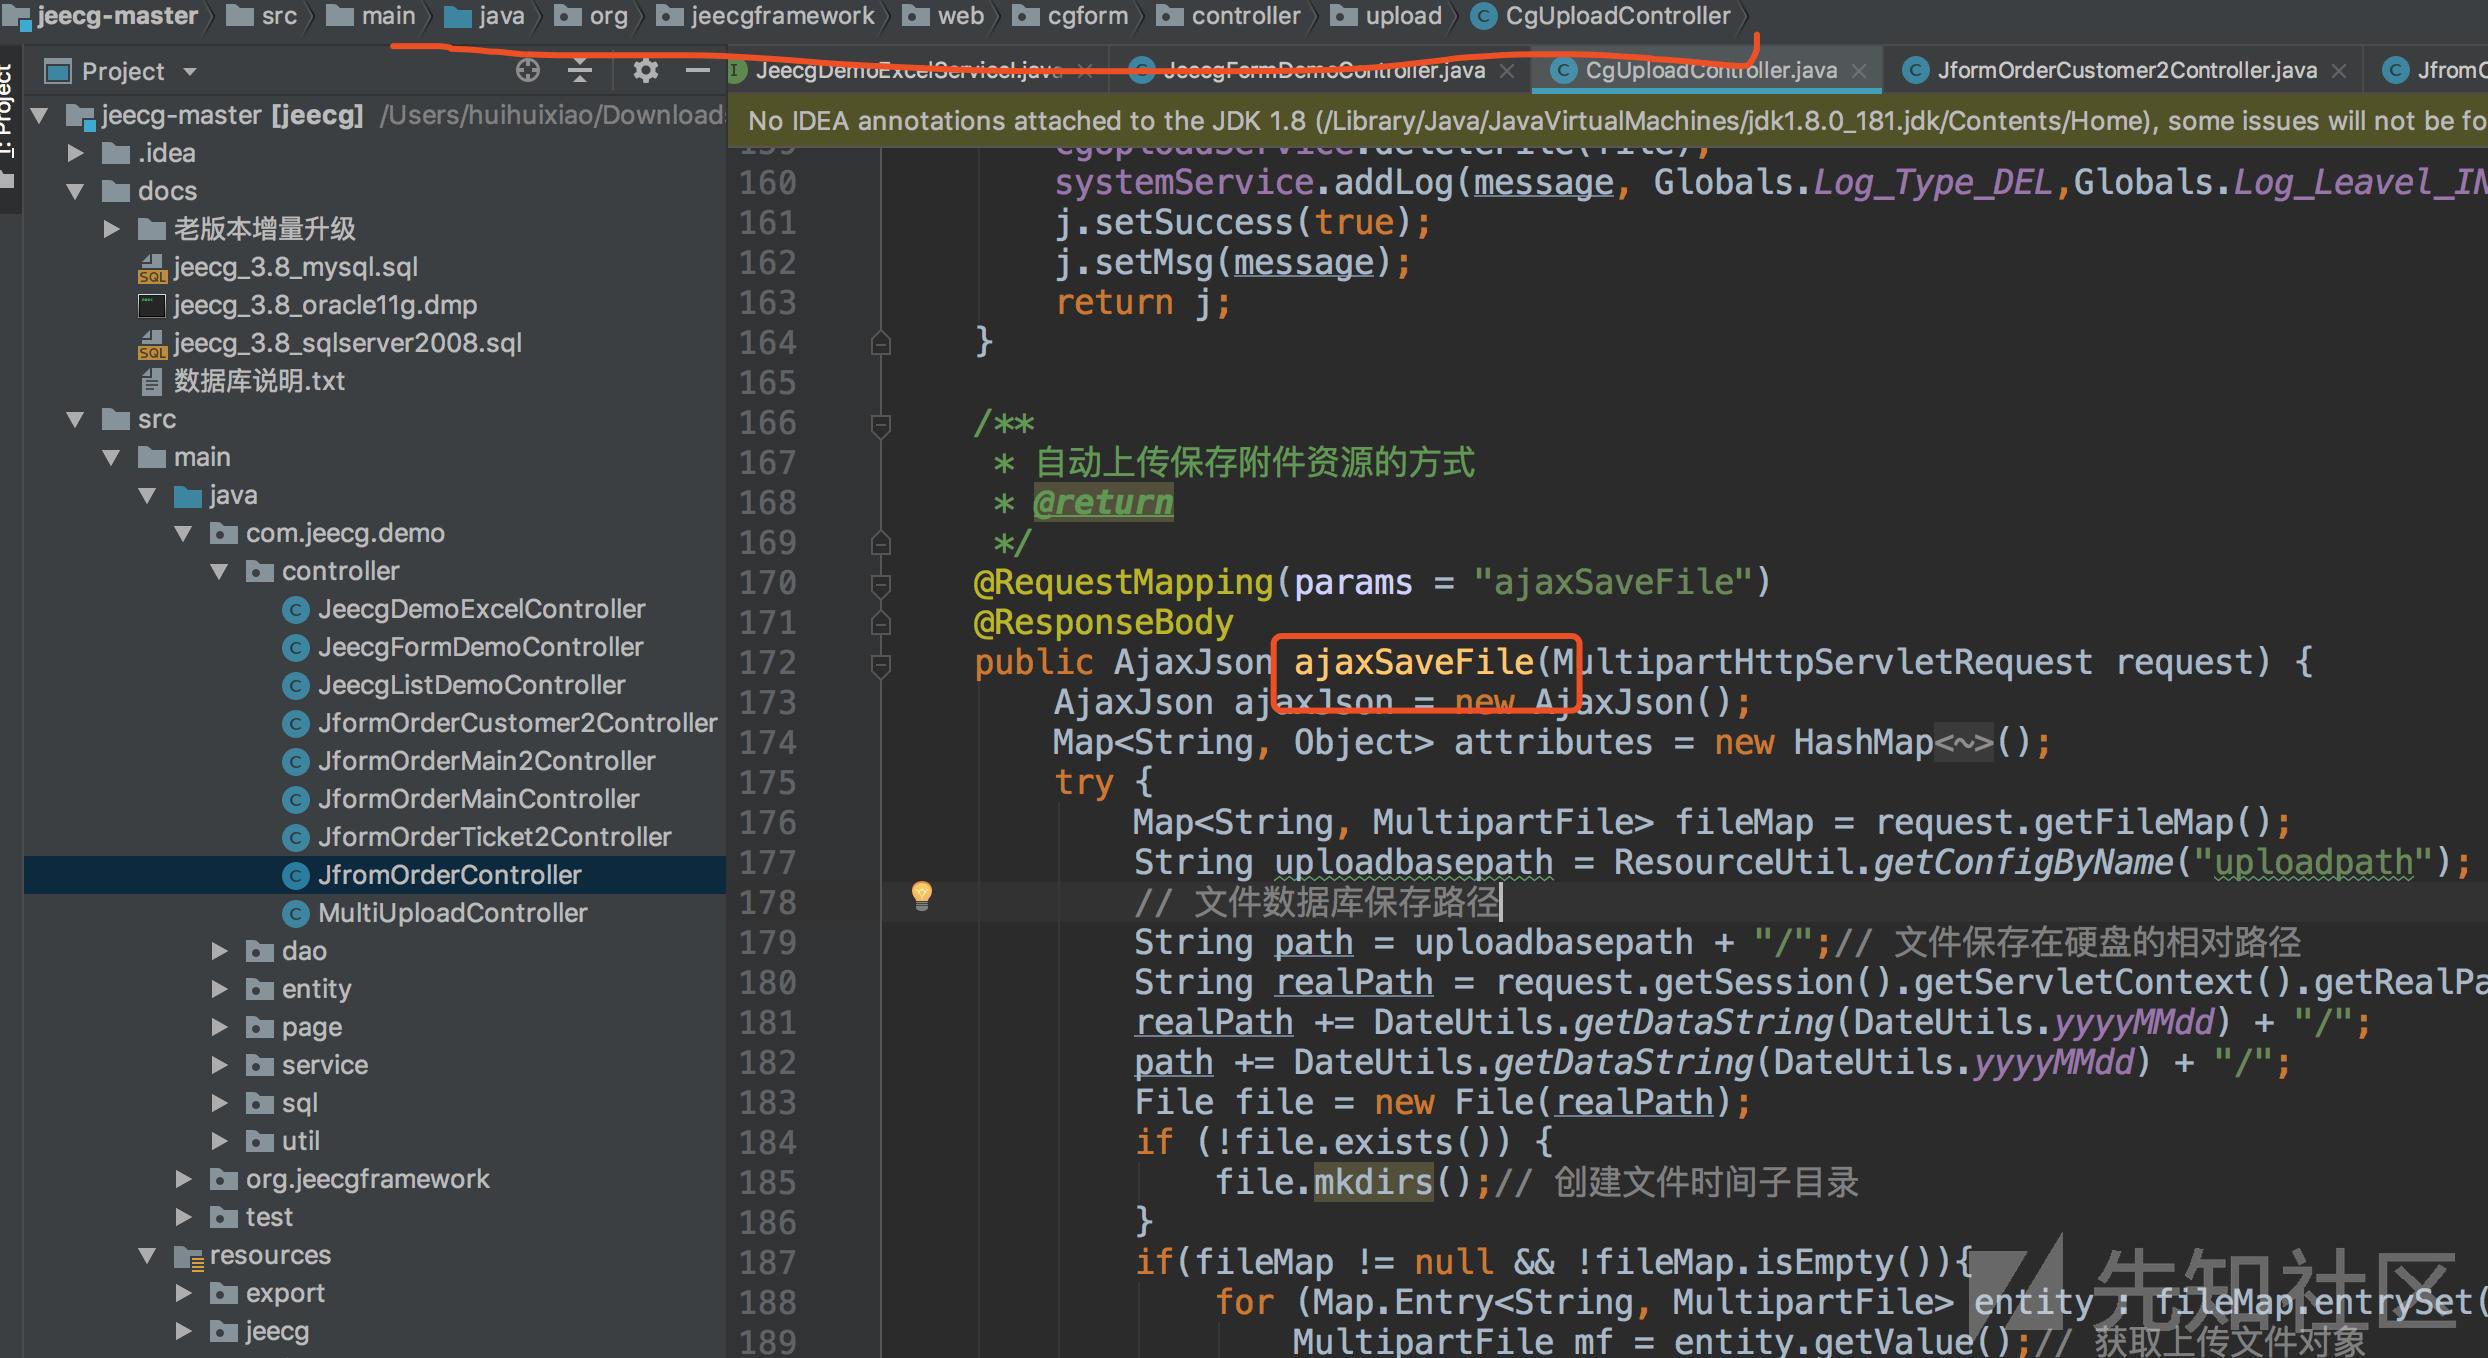 jeecg-master src main java org jeecgframework web cgform controller upload CgUploadController
Project
JeecgDemoExcelServiceI.java JeecgFormDemoController.java CgUploadController.java JformOrderCustomer2Controller.java
No IDEA annotations attached to the JDK 1.8 (/Library/Java/JavaVirtualMachines/jdk1.8.0_181.jdk/Contents/Home), some issues will not be fo
jeecg-master [jeecg] /Users/huihuixiao/Downloads
.idea
docs
老版本增量升级
jeecg_3.8_mysql.sql
jeecg_3.8_oracle11g.dmp
jeecg_3.8_sqlserver2008.sql
数据库说明.txt
src
main
java
com.jeecg.demo
controller
JeecgDemoExcelController
JeecgFormDemoController
JeecgListDemoController
JformOrderCustomer2Controller
JformOrderMain2Controller
JformOrderMainController
JformOrderTicket2Controller
JfromOrderController
MultiUploadController
dao
entity
page
service
sql
util
org.jeecgframework
test
resources
export
jeecg
159 cgUploadService.deleteFile(file);
160 systemService.addLog(message, Globals.Log_Type_DEL,Globals.Log_Leavel_IN
161 j.setSuccess(true);
162 j.setMsg(message);
163 return j;
164 }
165
166 /**
167 * 自动上传保存附件资源的方式
168 * @return
169 */
170 @RequestMapping(params = "ajaxSaveFile")
171 @ResponseBody
172 public AjaxJson ajaxSaveFile(MultipartHttpServletRequest request) {
173 AjaxJson ajaxJson = new AjaxJson();
174 Map<String, Object> attributes = new HashMap<~>();
175 try {
176 Map<String, MultipartFile> fileMap = request.getFileMap();
177 String uploadbasepath = ResourceUtil.getConfigByName("uploadpath");
178 // 文件数据库保存路径
179 String path = uploadbasepath + "/";// 文件保存在硬盘的相对路径
180 String realPath = request.getSession().getServletContext().getRealPa
181 realPath += DateUtils.getDataString(DateUtils.yyyyMMdd) + "/";
182 path += DateUtils.getDataString(DateUtils.yyyyMMdd) + "/";
183 File file = new File(realPath);
184 if (!file.exists()) {
185 file.mkdirs();// 创建文件时间子目录
186 }
187 if(fileMap != null && !fileMap.isEmpty()){
188 for (Map.Entry<String, MultipartFile> entity : fileMap.entrySet(
189 MultipartFile mf = entity.getValue();// 获取上传文件对象
先知社区